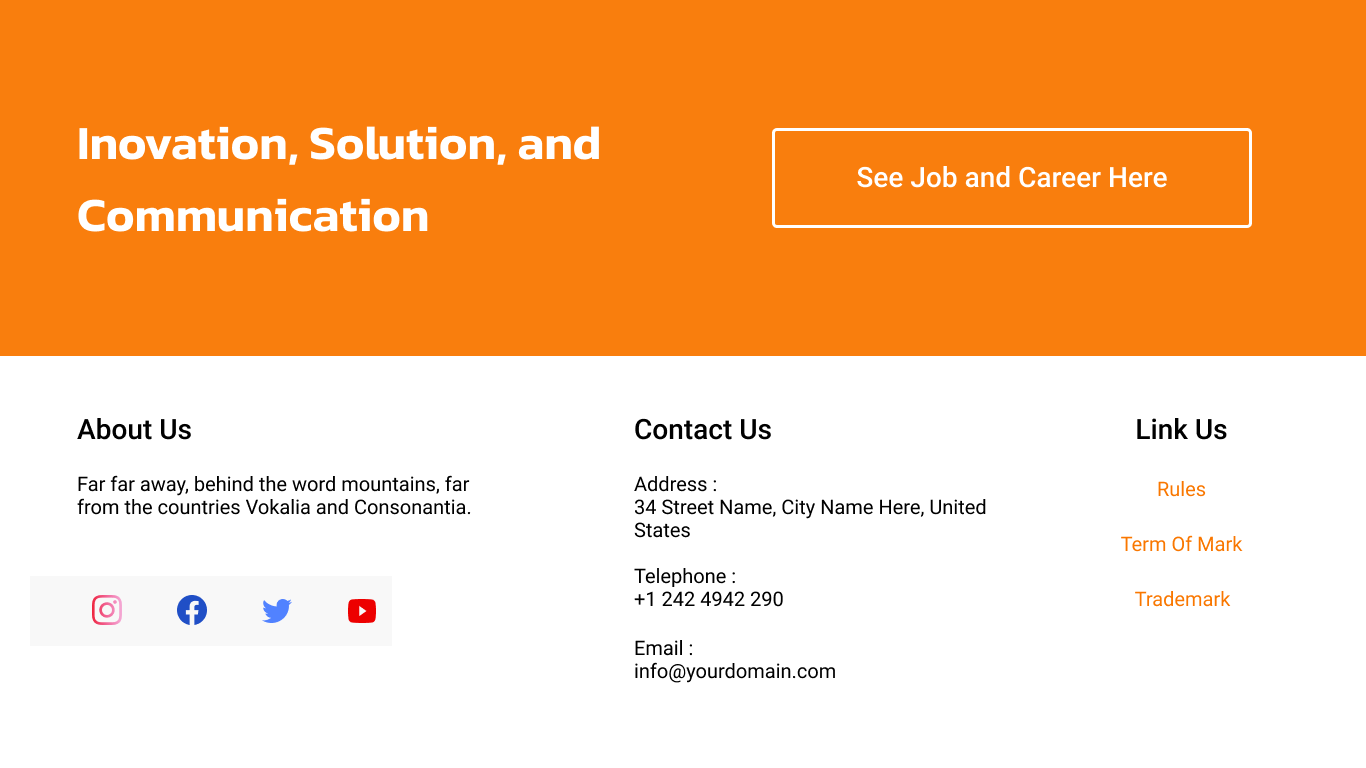 Inovation, Solution, and
Communication
See Job and Career Here
About Us
Far far away, behind the word mountains, far
from the countries Vokalia and Consonantia.
Contact Us
Address :
34 Street Name, City Name Here, United
States
Telephone :
+1 242 4942 290
Email :
info@yourdomain.com
Link Us
Rules
Term Of Mark
Trademark